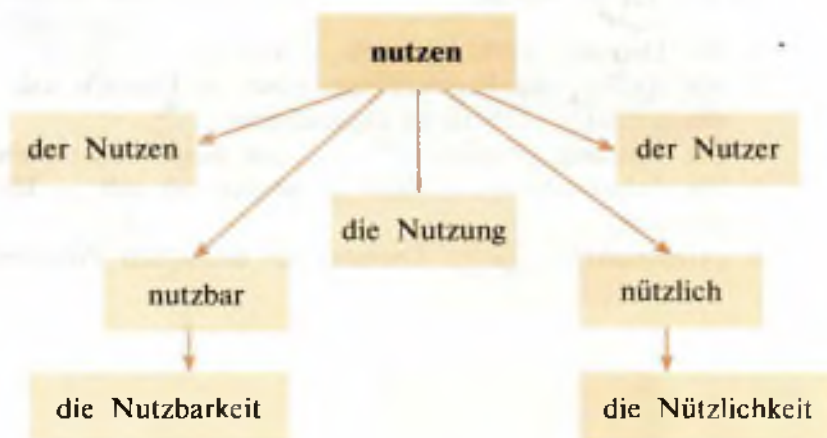 nutzen
der Nutzen
der Nutzer
die Nutzung
nutzbar
nützlich
die Nutzbarkeit
die Nützlichkeit